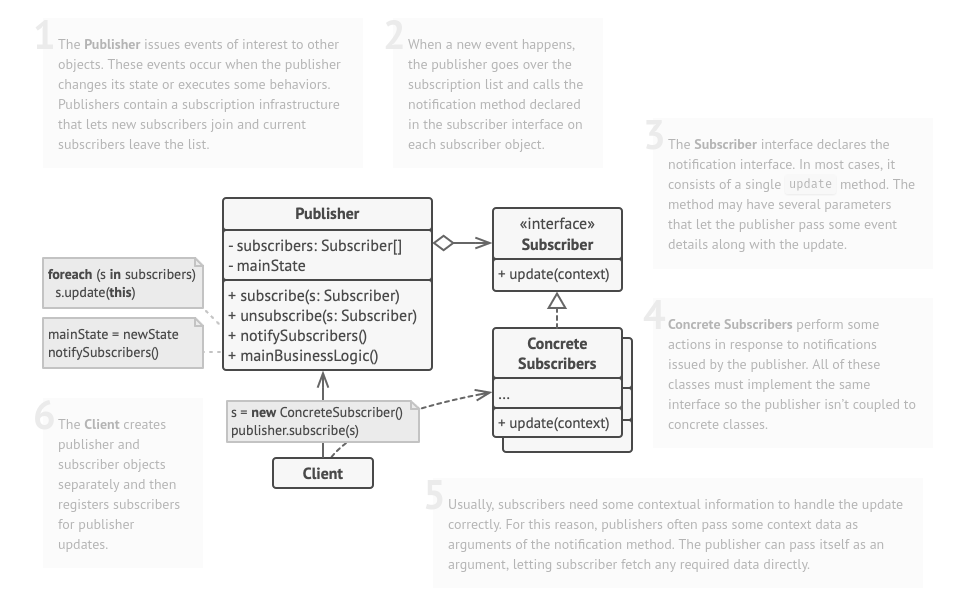 1
The Publisher issues events of interest to other
objects. These events occur when the publisher
changes its state or executes some behaviors.
Publishers contain a subscription infrastructure
that lets new subscribers join and current
subscribers leave the list.
2
When a new event happens,
the publisher goes over the
subscription list and calls the
notification method declared
in the subscriber interface on
each subscriber object.
3
The Subscriber interface declares the
notification interface. In most cases, it
consists of a single update method. The
method may have several parameters
that let the publisher pass some event
details along with the update.
Publisher
- subscribers: Subscriber[]
- mainState
+ subscribe(s: Subscriber)
+ unsubscribe(s: Subscriber)
+ notifySubscribers()
+ mainBusinessLogic()
«interface»
Subscriber
+ update(context)
foreach (s in subscribers)
s.update(this)
mainState = newState
notifySubscribers()
4
Concrete Subscribers perform some
actions in response to notifications
issued by the publisher. All of these
classes must implement the same
interface so the publisher isn't coupled to
concrete classes.
Concrete
Subscribers
...
+ update(context)
s = new ConcreteSubscriber()
publisher.subscribe(s)
Client
6
The Client creates
publisher and
subscriber objects
separately and then
registers subscribers
for publisher
updates.
5
Usually, subscribers need some contextual information to handle the update
correctly. For this reason, publishers often pass some context data as
arguments of the notification method. The publisher can pass itself as an
argument, letting subscriber fetch any required data directly.